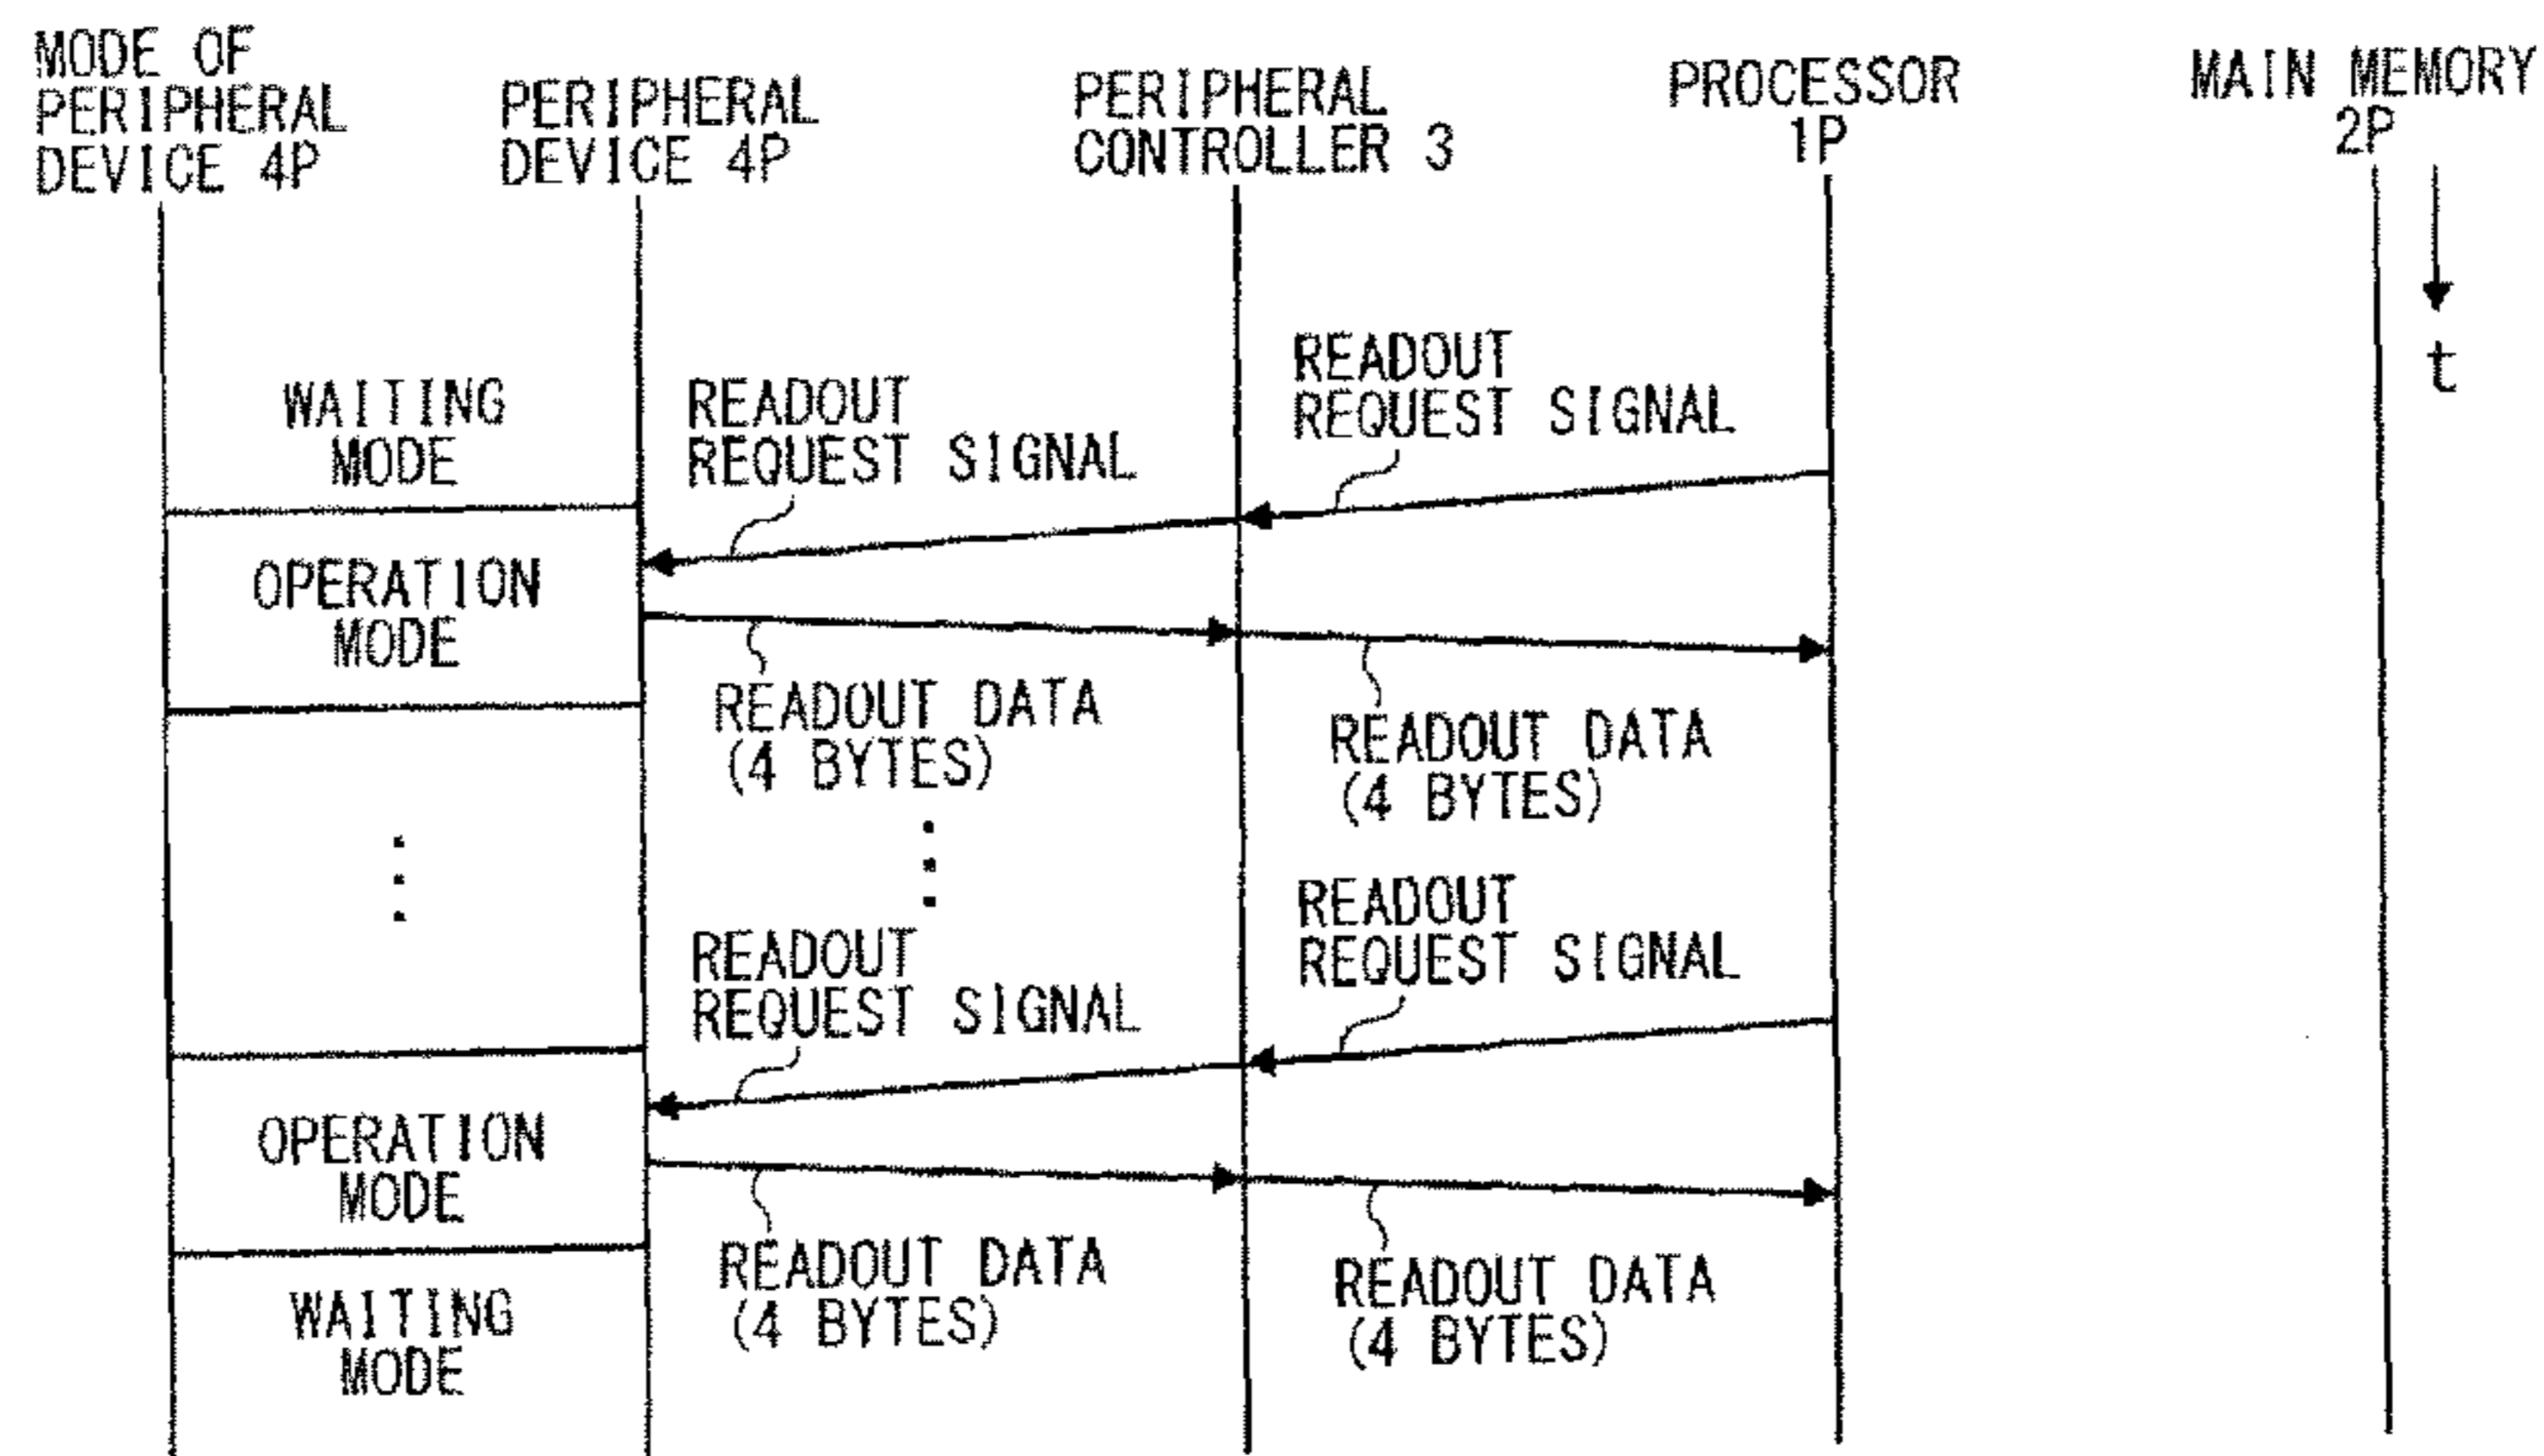 MODE OF
PERIPHERAL
DEVICE 4P
PERIPHERAL
DEVICE 4P
PERIPHERAL
CONTROLLER 3
PROCESSOR
1P
MAIN MEMORY
2P
t
WAITING
MODE
READOUT
REQUEST SIGNAL
READOUT
REQUEST SIGNAL
OPERATION
MODE
READOUT DATA
(4 BYTES)
READOUT DATA
(4 BYTES)
READOUT
REQUEST SIGNAL
READOUT
REQUEST SIGNAL
OPERATION
MODE
READOUT DATA
(4 BYTES)
READOUT DATA
(4 BYTES)
WAITING
MODE